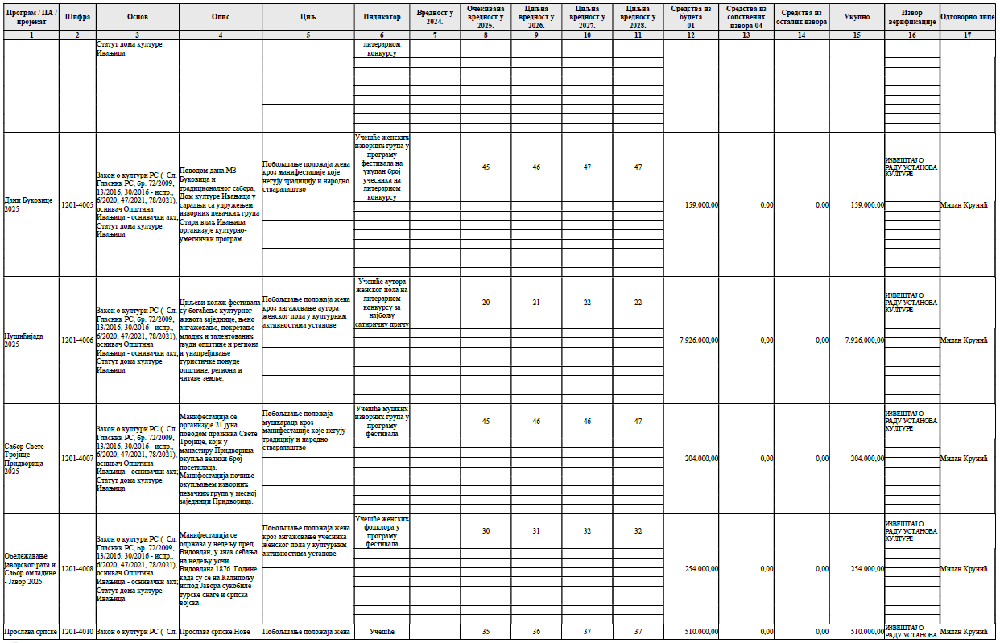 Програм / ПА / пројекат
Шифра
Основ
Опис
Циљ
Индикатор
Вредност у 2024.
Очекивана вредност у 2025.
Циљна вредност у 2026.
Циљна вредност у 2027.
Циљна вредност у 2028.
Средства из буџета 01
Средства из сопствених извора 04
Средства из осталих извора
Укупно
Извор верификације
Одговорно лице
1 2 3 4 5 6 7 8 9 10 11 12 13 14 15 16 17
Статут дома културе
Ивањица
литерарном
конкурсу
Дани Буковице
2025
1201-4005
Закон о култури РС ( Сл.
Гласник РС, бр. 72/2009,
13/2016, 30/2016 - испр.,
6/2020, 47/2021, 78/2021),
оснивач Општина
Ивањица - оснивачки акт;
Статут дома културе
Ивањица
Поводом дана МЗ
Буковица и
традиционалног сабора,
Дом културе Ивањица у
сарадњи са удружењем
изворних певачких група
Стари влах Ивањица
организује културно-
уметнички програм.
Побољшање положаја жена
кроз манифестације које
негују традицију и народно
стваралаштво
Учешће женских
изворних група у
програму
фестивала на
укупан број
учесника на
литерарном
конкурсу
45 46 47 47
159.000,00 0,00 0,00 159.000,00
ИЗВЕШТАЈ О
РАДУ УСТАНОВА
КУЛТУРЕ
Милан Крунић
Нушићијада
2025
1201-4006
Закон о култури РС ( Сл.
Гласник РС, бр. 72/2009,
13/2016, 30/2016 - испр.,
6/2020, 47/2021, 78/2021),
оснивач Општина
Ивањица - оснивачки акт;
Статут дома културе
Ивањица
Циљеви колаж фестивала
су богаћење културног
живота заједнице, њено
ангажовање, покретање
младих и талентованих
људи општине и региона
и унапређивање
туристичке понуде
општине, региона и
читаве земље.
Побољшање положаја жена
кроз ангажовање аутора
женског пола у културним
активностима установе
Учешће аутора
женског пола на
литерарном
конкурсу за
најбољу
сатиричну причу
20 21 22 22
7.926.000,00 0,00 0,00 7.926.000,00
ИЗВЕШТАЈ О
РАДУ УСТАНОВА
КУЛТУРЕ
Милан Крунић
Сабор Свете
Тројице -
Придворица
2025
1201-4007
Закон о култури РС ( Сл.
Гласник РС, бр. 72/2009,
13/2016, 30/2016 - испр.,
6/2020, 47/2021, 78/2021),
оснивач Општина
Ивањица - оснивачки акт;
Статут дома културе
Ивањица
Манифестација се
организује 21.јуна
поводом празника Свете
Тројице, који у
манастиру Придворица
окупља велики број
посетилаца.
Манифестација почиње
окупљањем изворних
певачких група у месној
заједници Придворица.
Побољшање положаја
мушкараца кроз
манифестације које негују
традицију и народно
стваралаштво
Учешће мушких
изворних група у
програму
фестивала
45 46 46 47
204.000,00 0,00 0,00 204.000,00
ИЗВЕШТАЈ О
РАДУ УСТАНОВА
КУЛТУРЕ
Милан Крунић
Обележавање
јаворског рата и
Сабор омладине
- Јавор 2025
1201-4008
Закон о култури РС ( Сл.
Гласник РС, бр. 72/2009,
13/2016, 30/2016 - испр.,
6/2020, 47/2021, 78/2021),
оснивач Општина
Ивањица - оснивачки акт;
Статут дома културе
Ивањица
Манифестација се
одржава у недељу пред
Видовдан, у знак сећања
на недељу уочи
Видовдана 1876. Године
када су се на Калипољу
испод Јавора сукобиле
турске снаге и српска
војска.
Побољшање положаја жена
кроз ангажовање учесника
женског пола у културним
активностима установе
Учешће женских
фолклора у
програму
фестивала
30 31 32 32
254.000,00 0,00 0,00 254.000,00
ИЗВЕШТАЈ О
РАДУ УСТАНОВА
КУЛТУРЕ
Милан Крунић
Прослава српске 1201-4010 Закон о култури РС ( Сл. Прослава српске Нове Побољшање положаја жена Учешће 35 36 37 37 510.000,00 0,00 0,00 510.000,00
ИЗВЕШТАЈ О
РАДУ УСТАНОВА
Милан Крунић